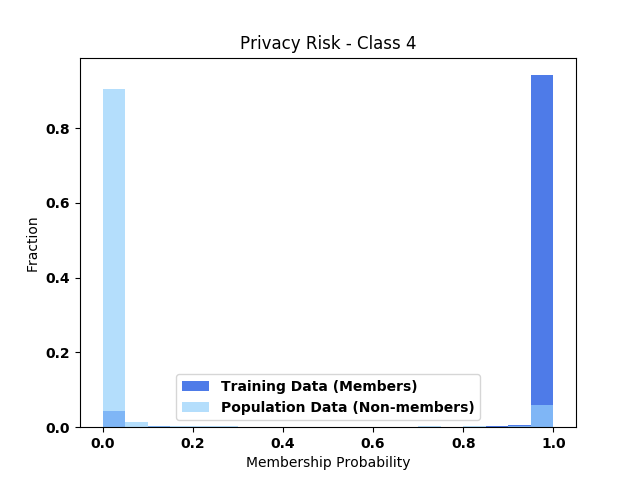 Privacy Risk - Class 4
Fraction
0.8
0.6
0.4
0.2
0.0
Training Data (Members)
Population Data (Non-members)
0.0 0.2 0.4 0.6 0.8 1.0
Membership Probability